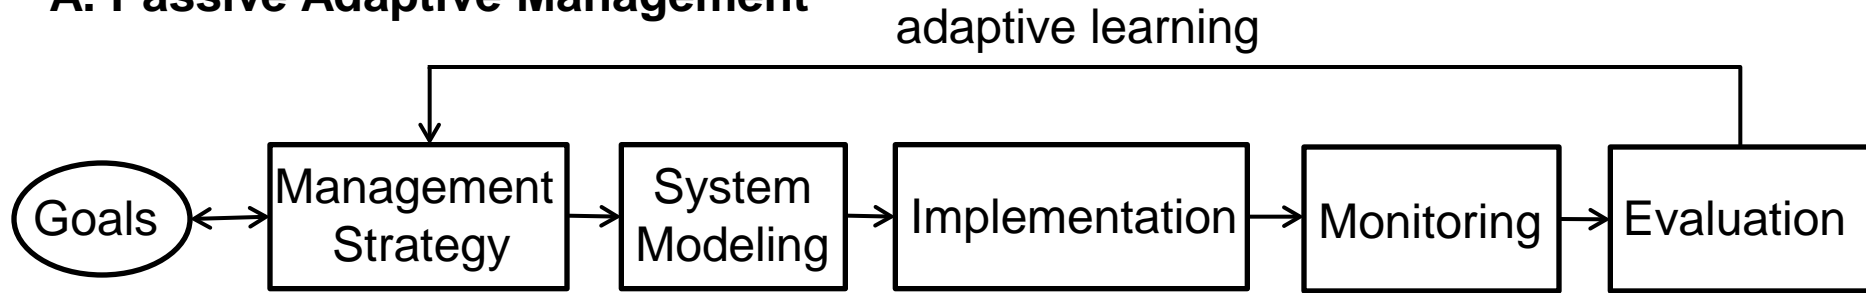 A. Passive Adaptive Management
adaptive learning
Goals
Management
Strategy
System
Modeling
Implementation
Monitoring
Evaluation